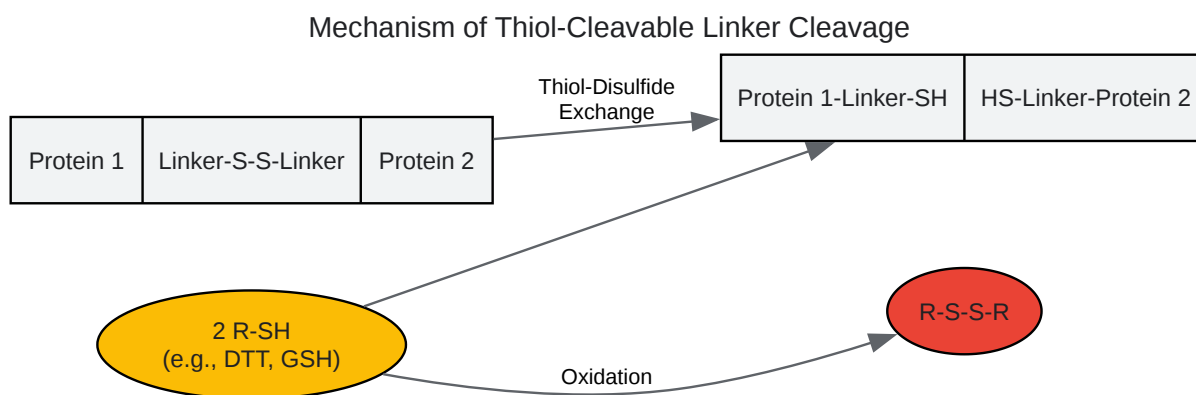 Mechanism of Thiol-Cleavable Linker Cleavage
Thiol-Disulfide
Exchange
Protein 1-Linker-SH
HS-Linker-Protein 2
Protein 1
Linker-S-S-Linker
Protein 2
2 R-SH
(e.g., DTT, GSH)
R-S-S-R
Oxidation